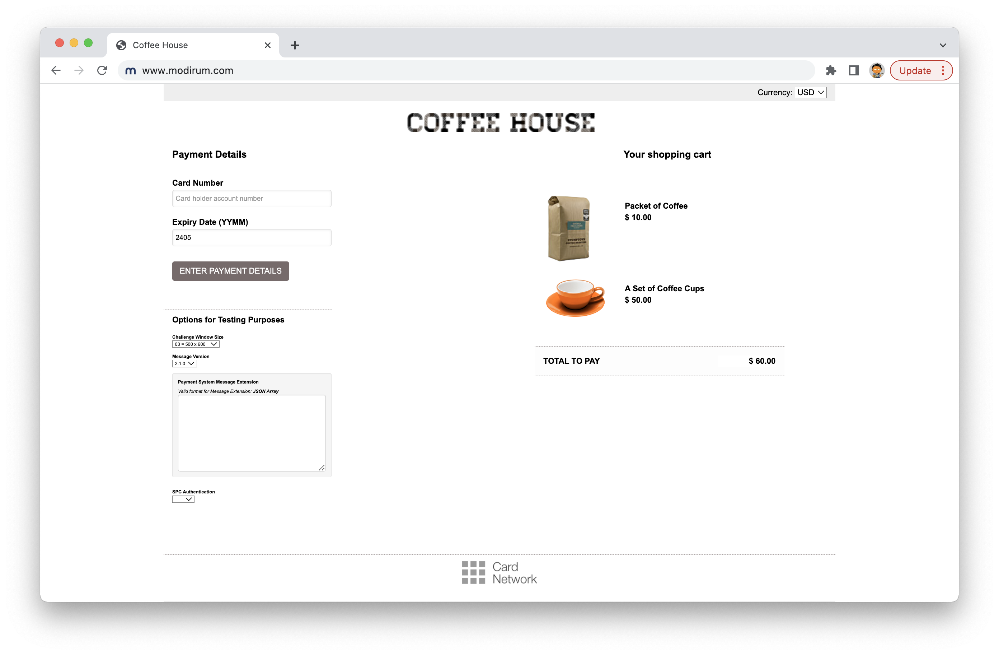 Coffee House
www.modirum.com
Update
Currency: USD
COFFEE HOUSE
Payment Details
Card Number
Card holder account number
Expiry Date (YYMM)
2405
ENTER PAYMENT DETAILS
Options for Testing Purposes
Challenge Window Size
03 = 500 x 600
Message Version
2.1.0
Payment System Message Extension
Valid format for Message Extension: JSON Array
SPC Authentication
Your shopping cart
STUMPTOWN
COFFEE ROASTERS
Packet of Coffee
$ 10.00
A Set of Coffee Cups
$ 50.00
TOTAL TO PAY $ 60.00
Card
Network